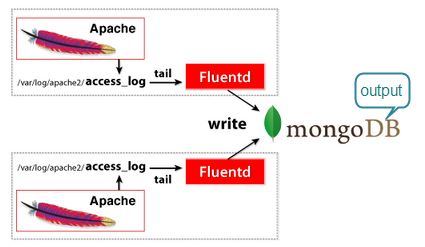 Apache
/var/log/apache2/access_log
tail
Fluentd
output
write
mongoDB
/var/log/apache2/access_log
tail
Fluentd
Apache